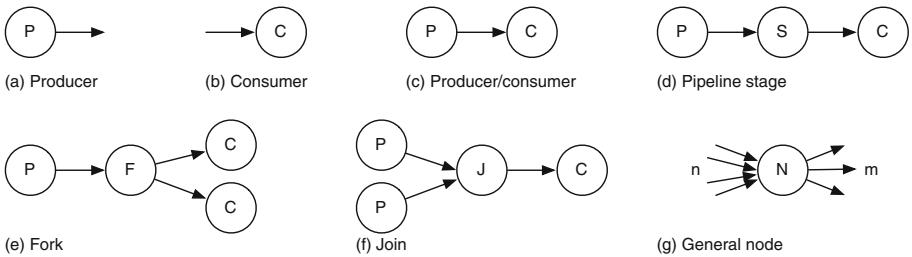 P
C
P C
P S C
(a) Producer
(b) Consumer
(c) Producer/consumer
(d) Pipeline stage
P F C
C
P
P
J C
n N m
(e) Fork
(f) Join
(g) General node